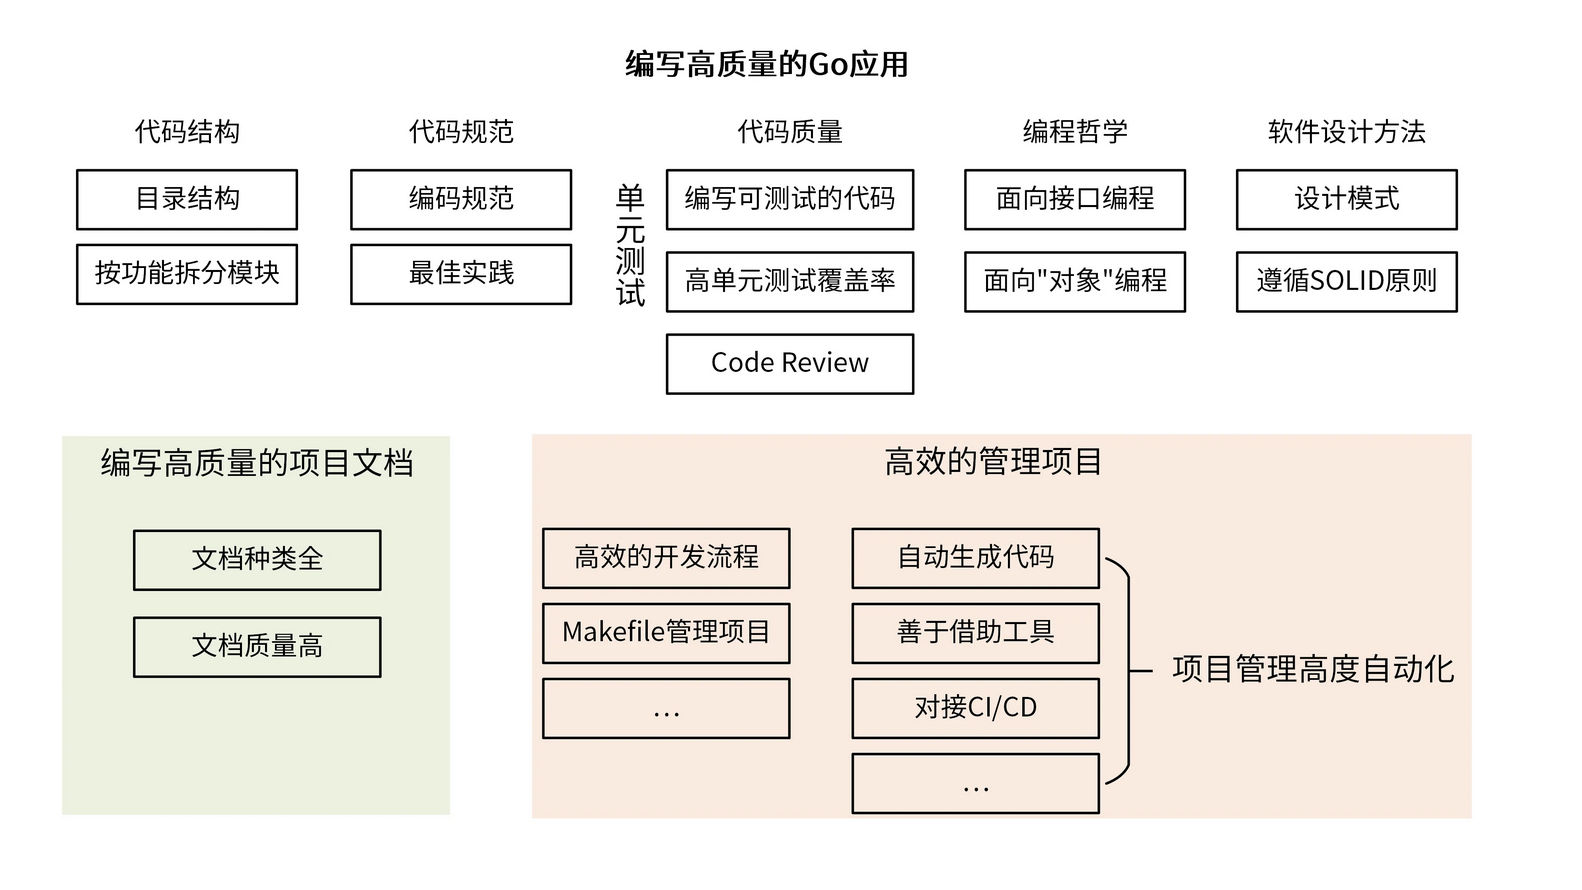 编写高质量的Go应用
代码结构
目录结构
按功能拆分模块
代码规范
编码规范
最佳实践
单元测试
代码质量
编写可测试的代码
高单元测试覆盖率
Code Review
编程哲学
面向接口编程
面向"对象"编程
软件设计方法
设计模式
遵循SOLID原则
编写高质量的项目文档
文档种类全
文档质量高
高效的管理项目
高效的开发流程
Makefile管理项目
...
自动生成代码
善于借助工具
对接CI/CD
...
项目管理高度自动化